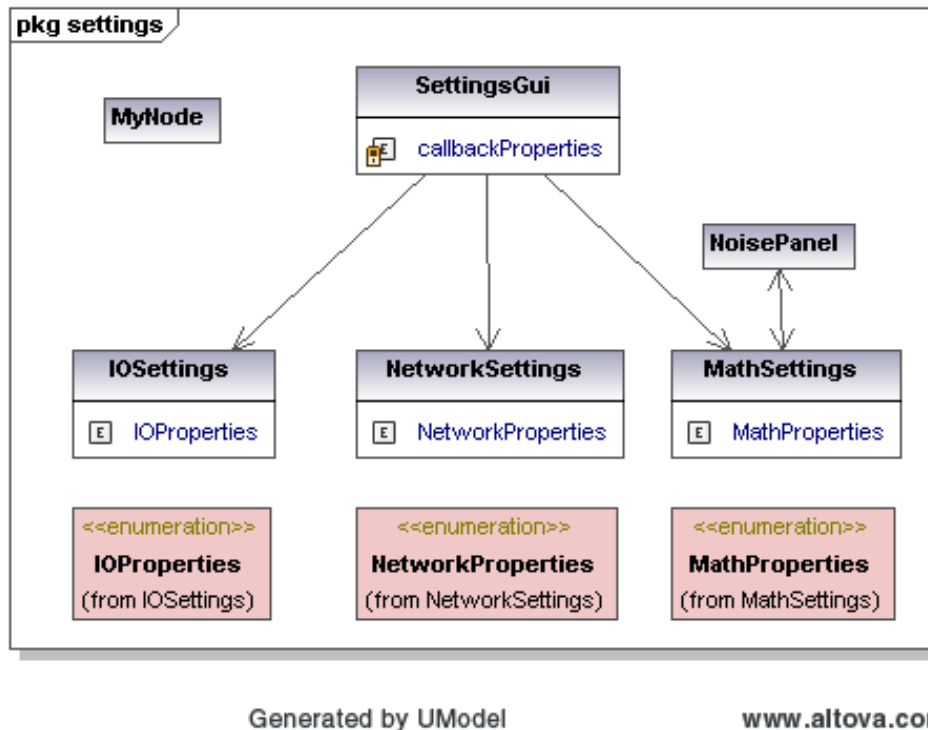 pkg settings
SettingsGui
MyNode
E callbackProperties
NoisePanel
IOSettings
NetworkSettings
MathSettings
E IOProperties
E NetworkProperties
E MathProperties
<<enumeration>>
IOProperties
(from IOSettings)
<<enumeration>>
NetworkProperties
(from NetworkSettings)
<<enumeration>>
MathProperties
(from MathSettings)
Generated by UModel
www.altova.co